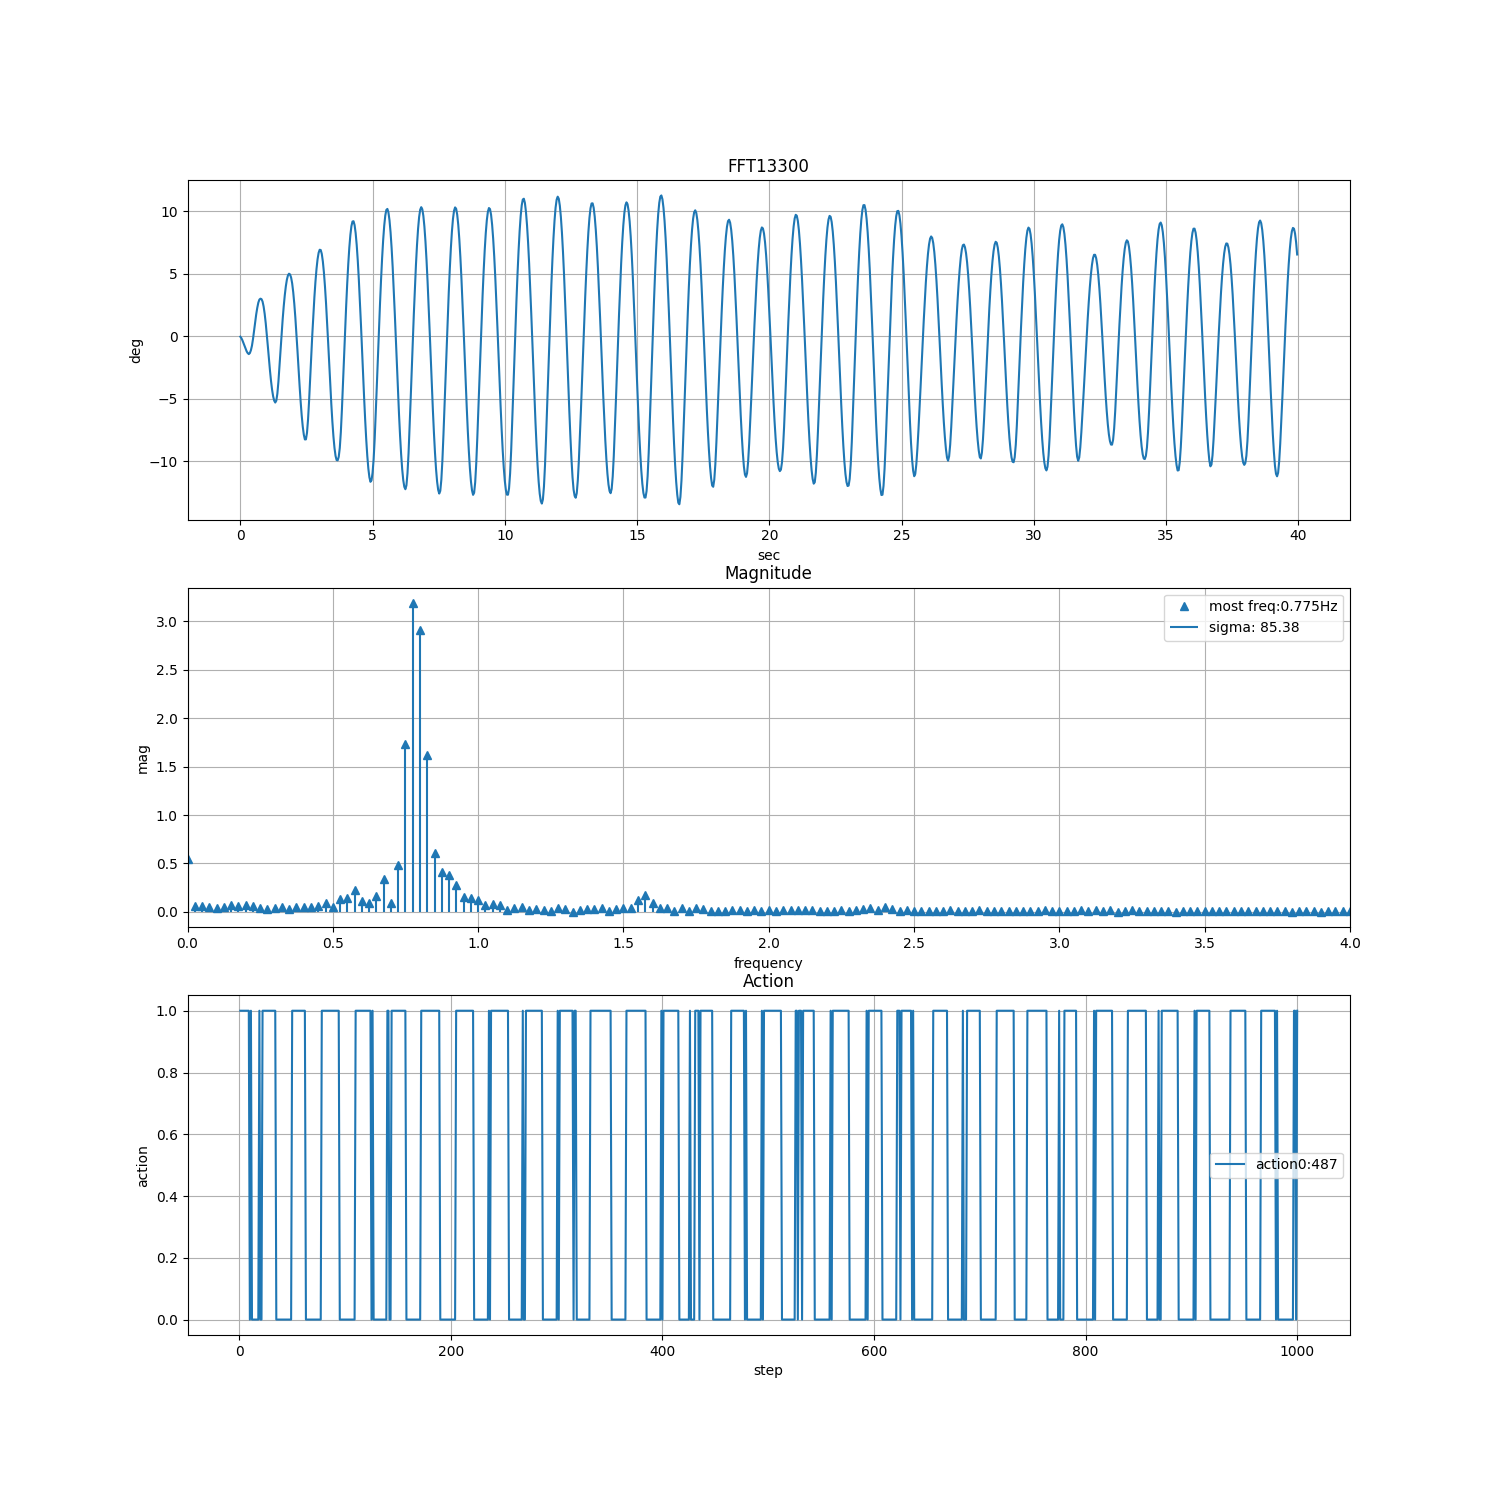 FFT13300
10
5
0
−5
−10
deg
0 5 10 15 20 25 30 35 40
sec
Magnitude
most freq:0.775Hz
sigma: 85.38
3.0
2.5
2.0
1.5
1.0
0.5
0.0
mag
0.0 0.5 1.0 1.5 2.0 2.5 3.0 3.5 4.0
frequency
Action
1.0
0.8
0.6
0.4
0.2
0.0
action
action0:487
0 200 400 600 800 1000
step